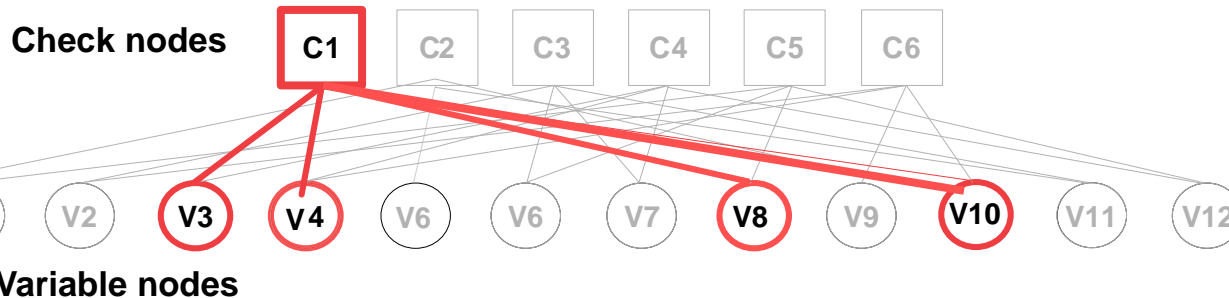 Check nodes C1 C2 C3 C4 C5 C6
V2 V3 V4 V6 V6 V7 V8 V9 V10 V11 V12
Variable nodes